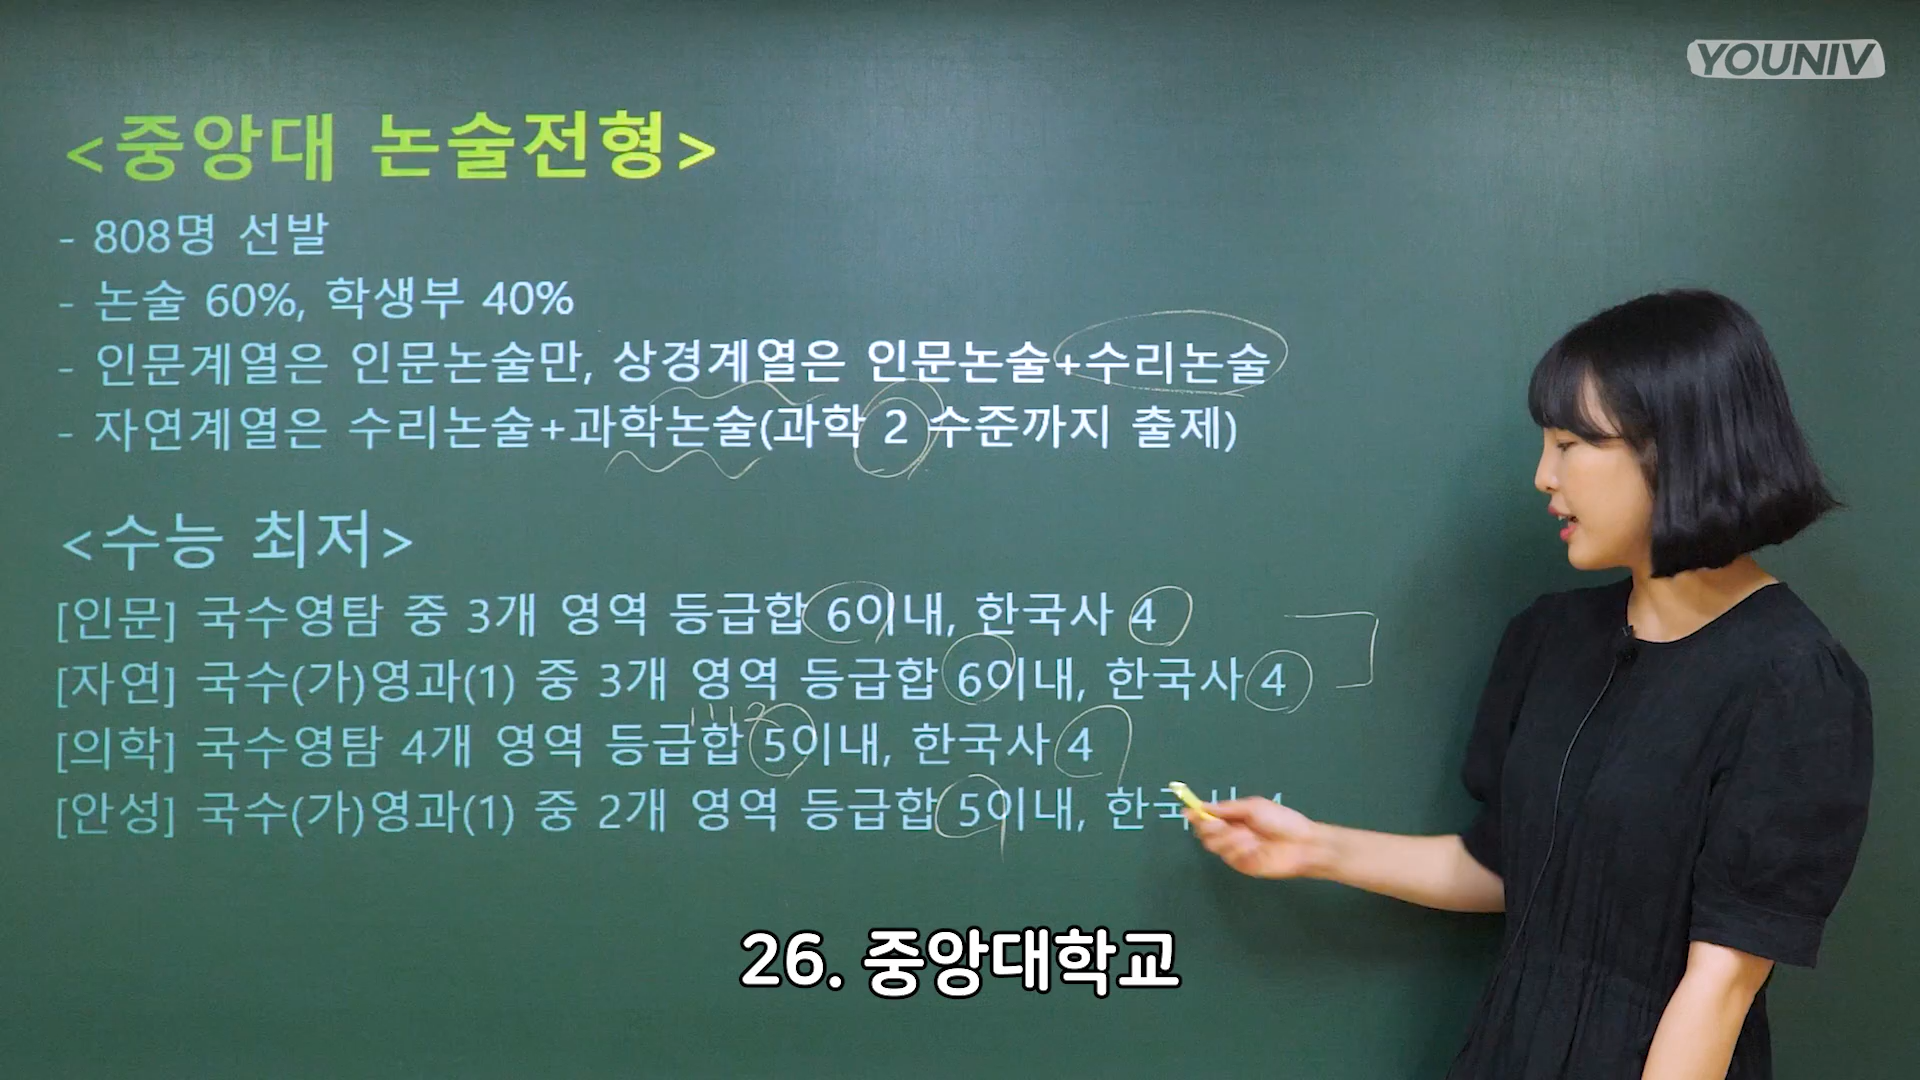 YOUNIV
<중앙대 논술전형>
- 808명 선발
- 논술 60%, 학생부 40%
- 인문계열은 인문논술만, 상경계열은 인문논술+수리논술
- 자연계열은 수리논술+과학논술(과학 2 수준까지 출제)
<수능 최저>
[인문] 국수영탐 중 3개 영역 등급합 6이내, 한국사 4
[자연] 국수(가)영과(1) 중 3개 영역 등급합 6이내, 한국사 4
1112
[의학] 국수영탐 4개 영역 등급합 5이내, 한국사 4
[안성] 국수(가)영과(1) 중 2개 영역 등급합 5이내, 한국사 4
26. 중앙대학교